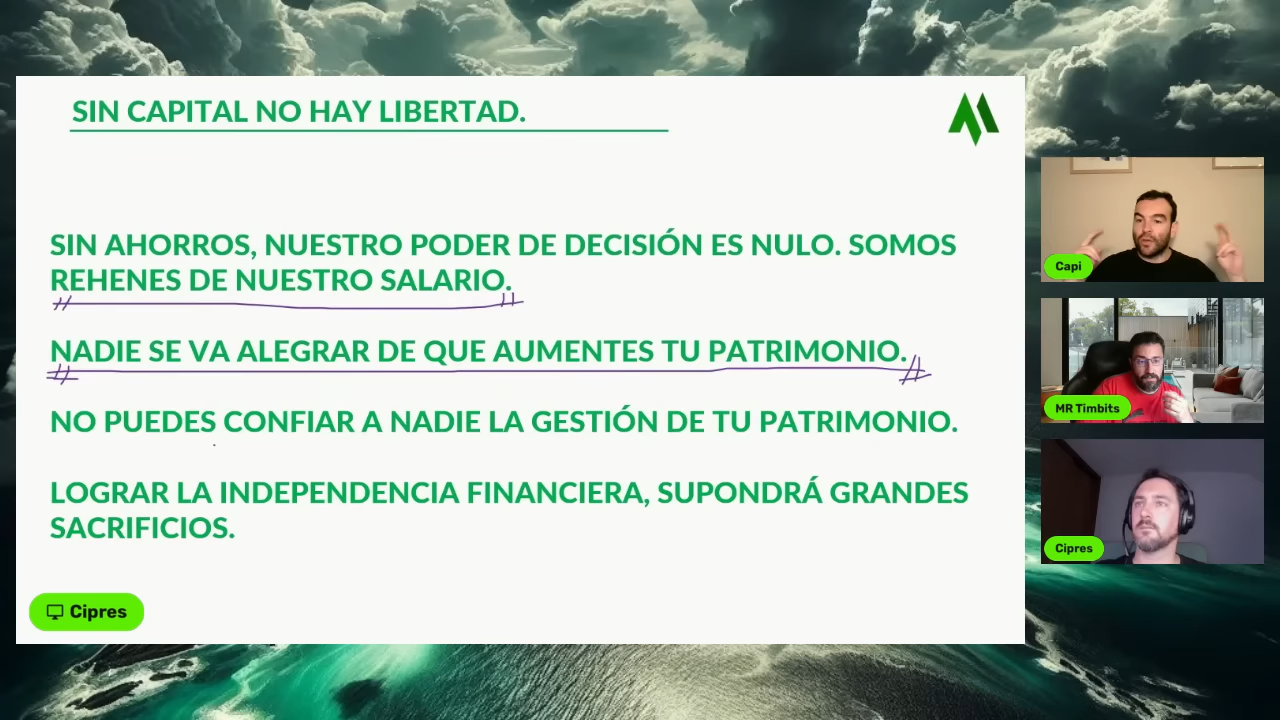 SIN CAPITAL NO HAY LIBERTAD.
SIN AHORROS, NUESTRO PODER DE DECISIÓN ES NULO. SOMOS
REHENES DE NUESTRO SALARIO.
NADIE SE VA ALEGRAR DE QUE AUMENTES TU PATRIMONIO.
NO PUEDES CONFIAR A NADIE LA GESTIÓN DE TU PATRIMONIO.
LOGRAR LA INDEPENDENCIA FINANCIERA, SUPONDRÁ GRANDES
SACRIFICIOS.
Cipres
Capi
MR Timbits
Cipres